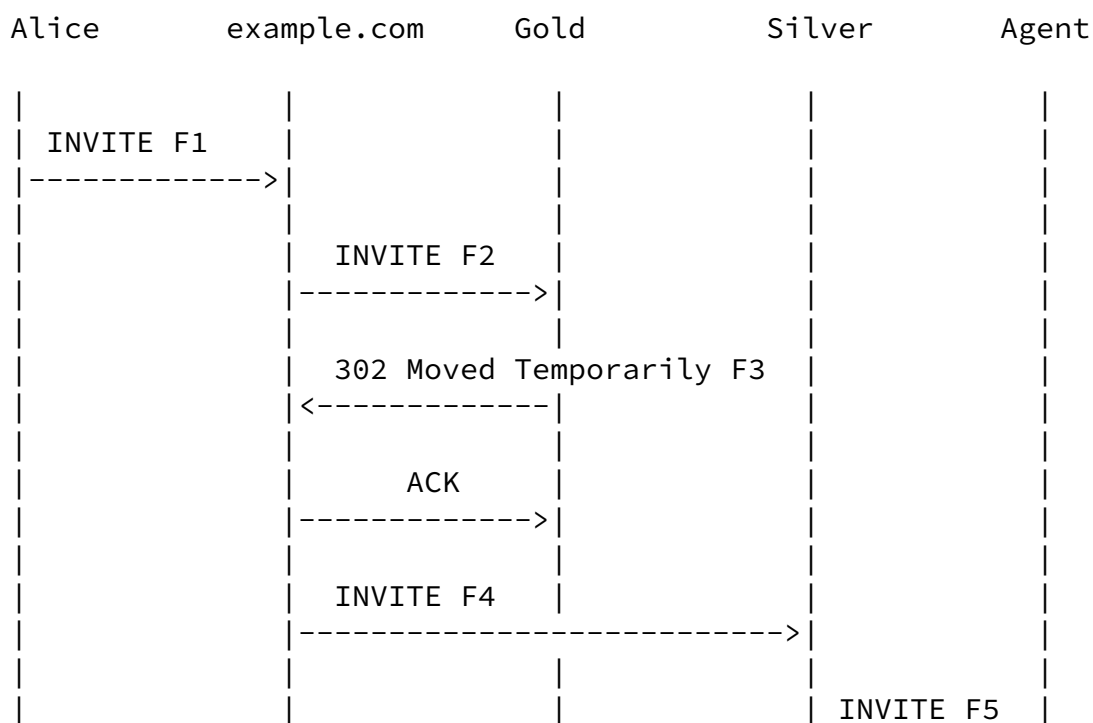 Alice example.com Gold Silver Agent
INVITE F1
INVITE F2
302 Moved Temporarily F3
ACK
INVITE F4
INVITE F5